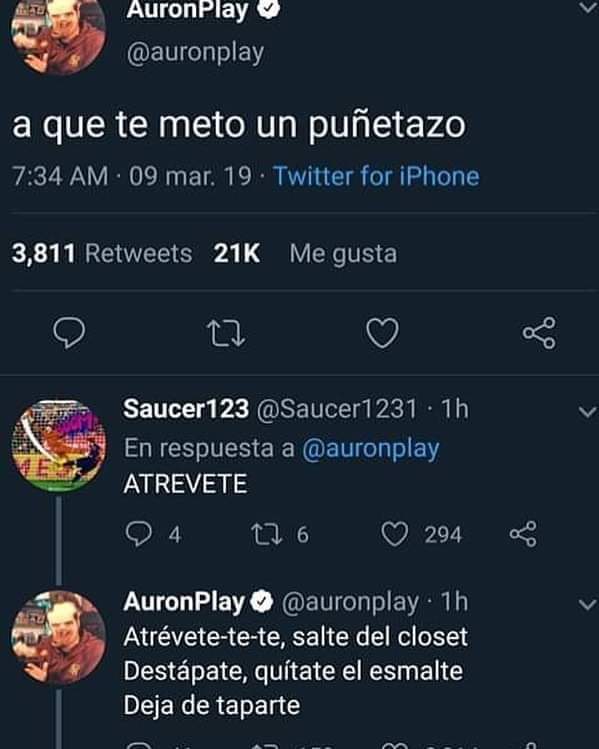 AuronPlay
@auronplay
a que te meto un puñetazo
7:34 AM · 09 mar. 19 · Twitter for iPhone
3,811 Retweets 21K Me gusta
Saucer123 @Saucer1231 · 1h
En respuesta a @auronplay
ATREVETE
4 6 294
AuronPlay @auronplay · 1h
Atrévete-te-te, salte del closet
Destápate, quítate el esmalte
Deja de taparte